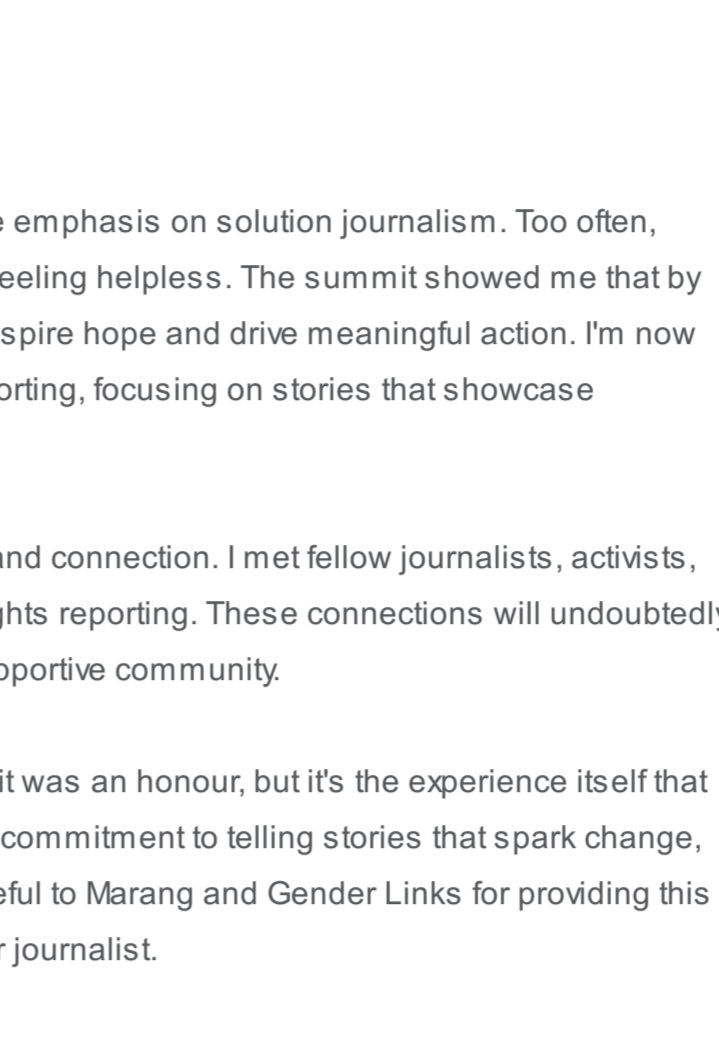 e emphasis on solution journalism. Too often,
eeling helpless. The summit showed me that by
spire hope and drive meaningful action. I'm now
orting, focusing on stories that showcase
and connection. I met fellow journalists, activists,
ghts reporting. These connections will undoubtedly
pportive community.
it was an honour, but it's the experience itself that
commitment to telling stories that spark change,
eful to Marang and Gender Links for providing this
r journalist.